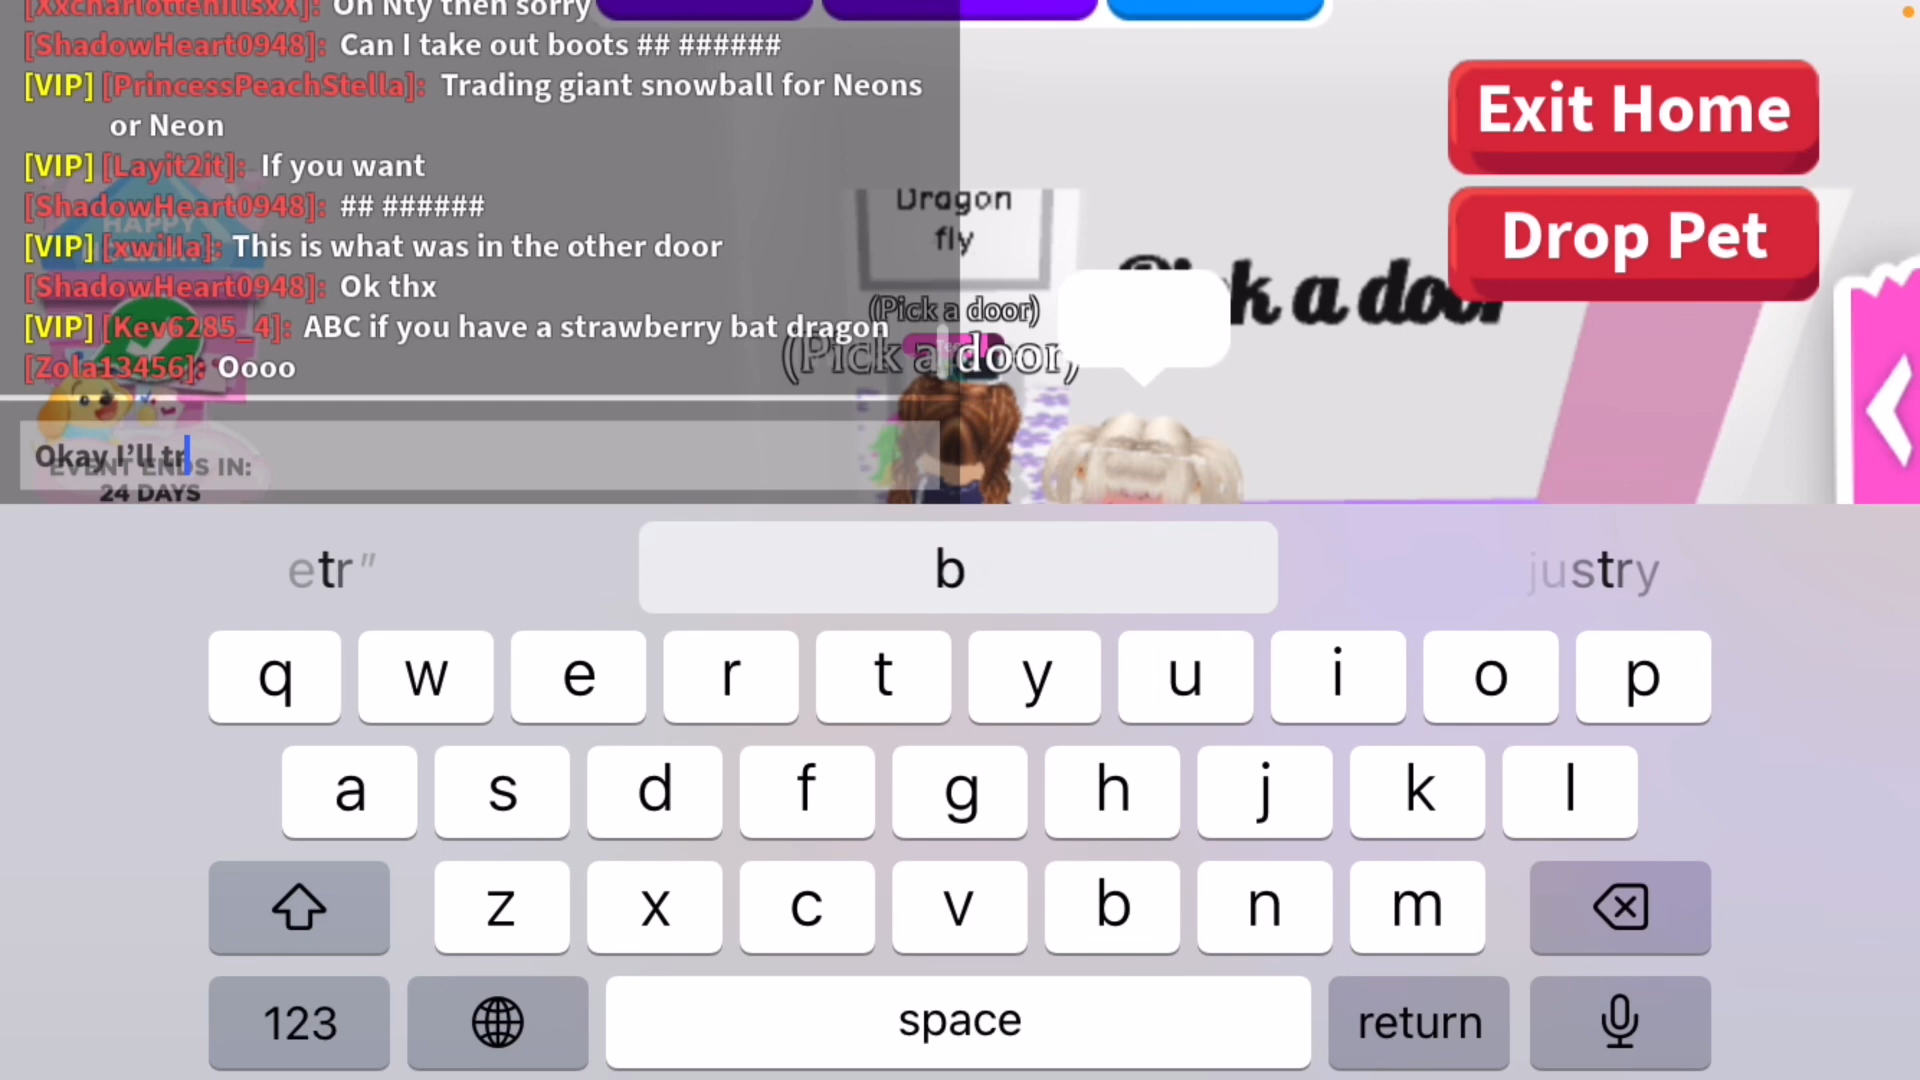 [XxcharlottehillsxX]: Oh Nty then sorry
[ShadowHeart0948]: Can I take out boots ## ######
[VIP] [PrincessPeachStella]: Trading giant snowball for Neons
or Neon
[VIP] [Layit2it]: If you want
[ShadowHeart0948]: ## ######
[VIP] [xwilla]: This is what was in the other door
[ShadowHeart0948]: Ok thx
[VIP] [Kev6285_4]: ABC if you have a strawberry bat dragon
[Zola13456]: Oooo
Okay I'll tr
HAPPY
EVENT ENDS IN:
24 DAYS
Dragon
fly
(Pick a door)
(Pick a door)
Pick a door
Exit Home
Drop Pet
etr" b justry
q w e r t y u i o p
a s d f g h j k l
z x c v b n m
123 space return